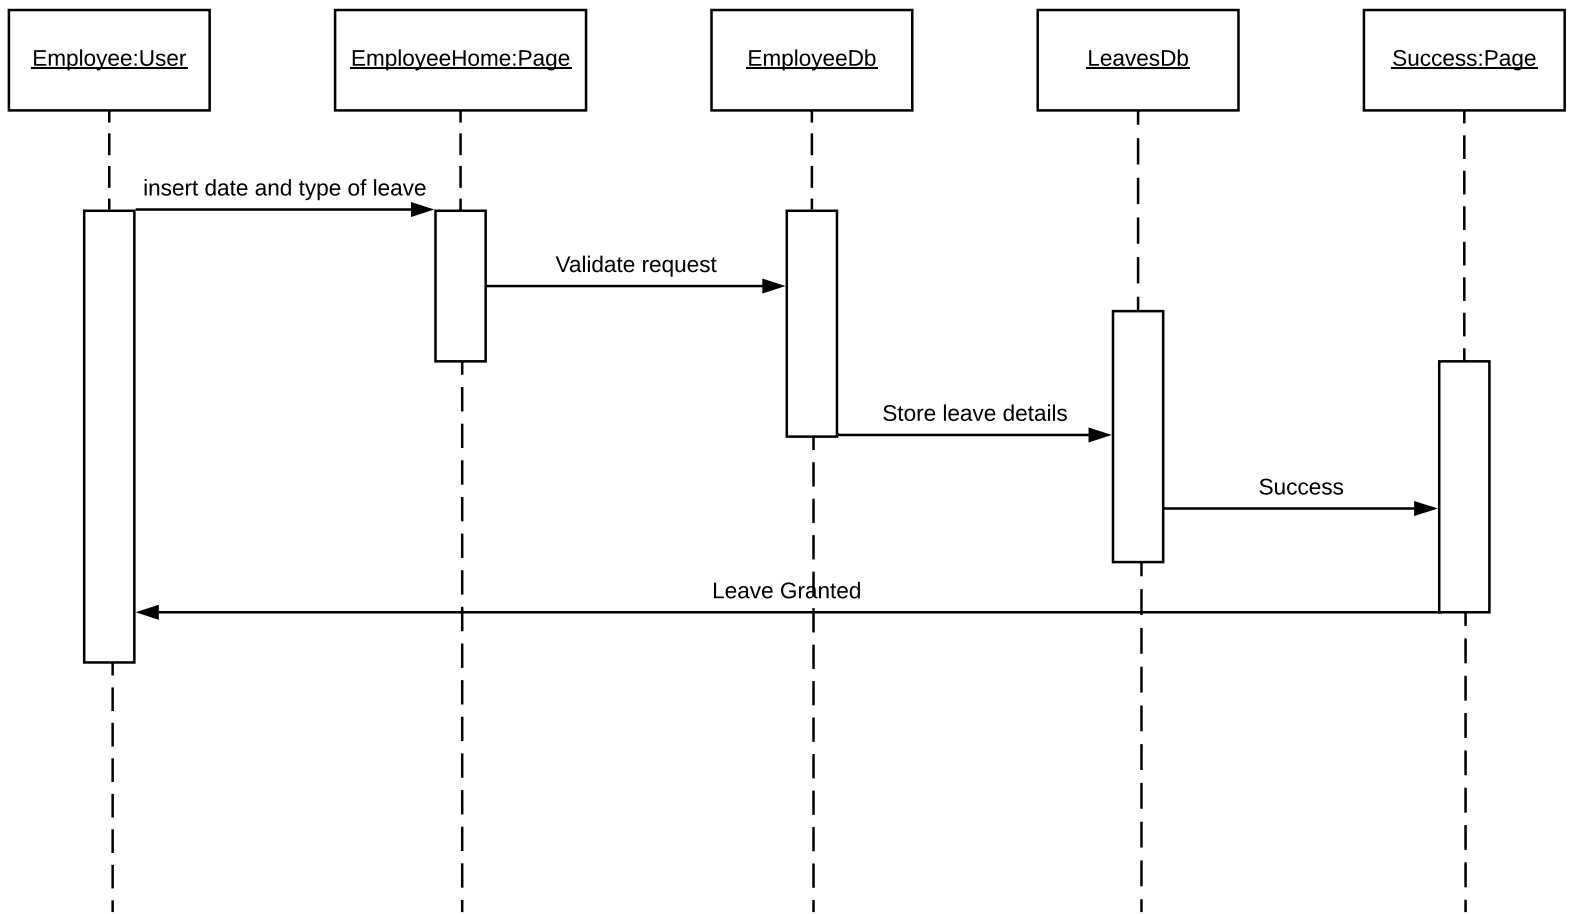 Employee:User
EmployeeHome:Page
EmployeeDb
LeavesDb
Success:Page
insert date and type of leave
Validate request
Store leave details
Success
Leave Granted